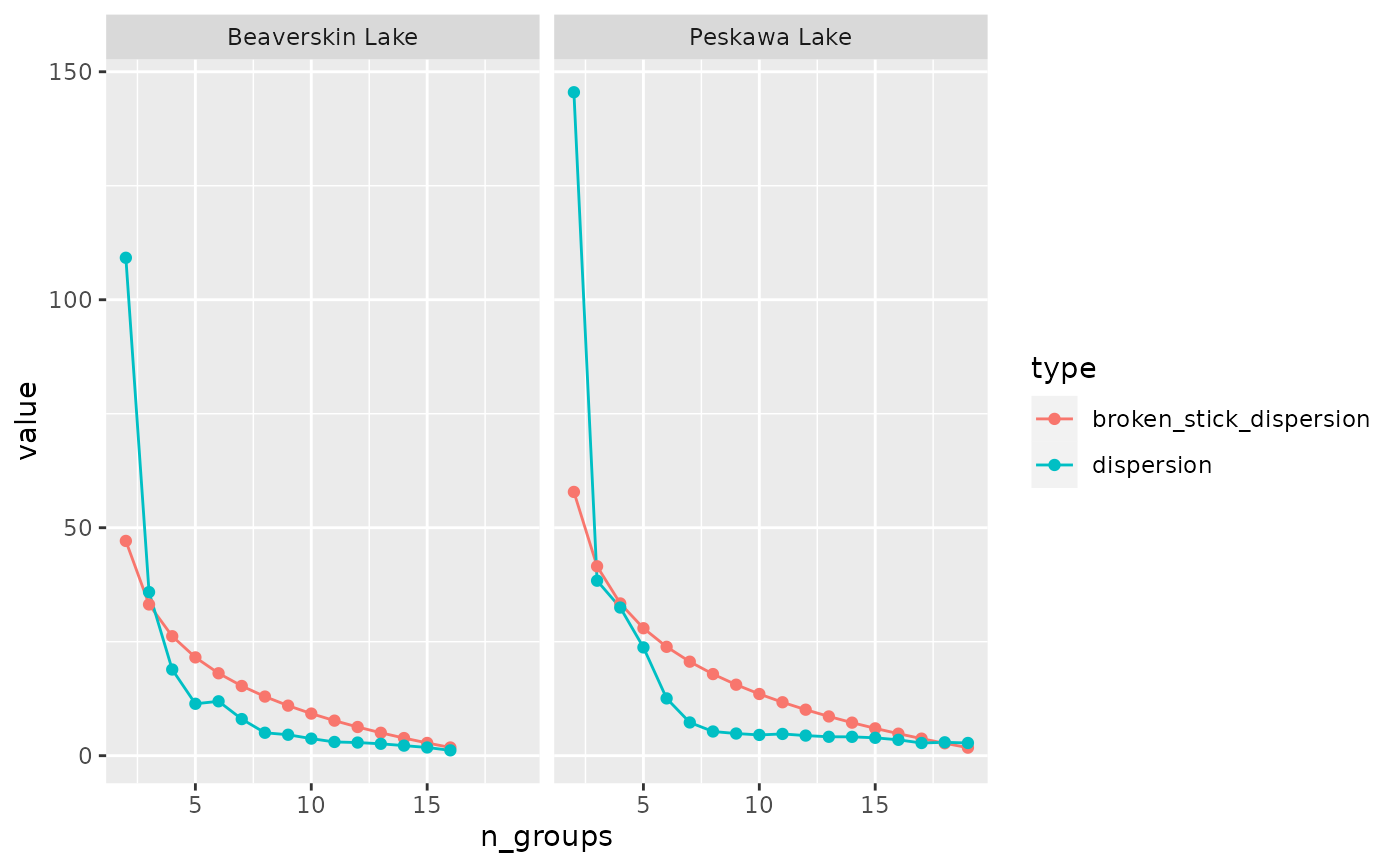 Beaverskin Lake
Peskawa Lake
150
100
50
0
value
5 10 15
5 10 15
n_groups
type
broken_stick_dispersion
dispersion